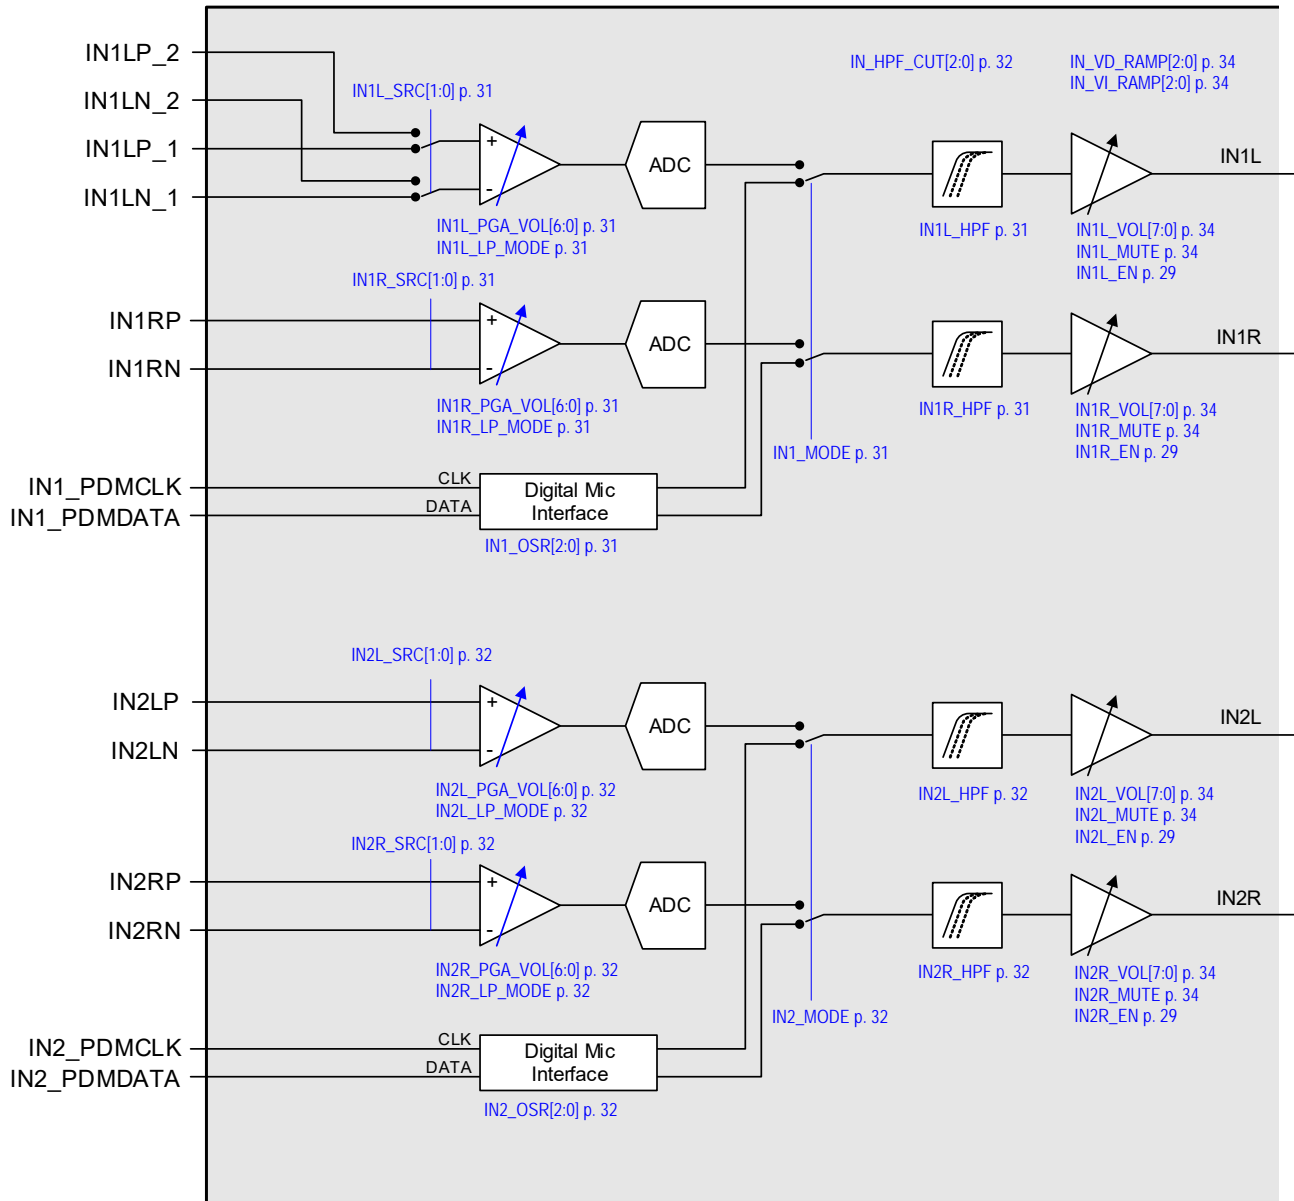 IN1LP_2
IN1LN_2
IN1LP_1
IN1LN_1
IN1L_SRC[1:0] p. 31
+
-
ADC
IN1L_PGA_VOL[6:0] p. 31
IN1L_LP_MODE p. 31
IN_HPF_CUT[2:0] p. 32
IN_VD_RAMP[2:0] p. 34
IN_VI_RAMP[2:0] p. 34
IN1L
IN1L_HPF p. 31
IN1L_VOL[7:0] p. 34
IN1L_MUTE p. 34
IN1L_EN p. 29
IN1R_SRC[1:0] p. 31
IN1RP
IN1RN
+
-
ADC
IN1R_PGA_VOL[6:0] p. 31
IN1R_LP_MODE p. 31
IN1R
IN1R_HPF p. 31
IN1R_VOL[7:0] p. 34
IN1R_MUTE p. 34
IN1R_EN p. 29
IN1_MODE p. 31
IN1_PDMCLK
IN1_PDMDATA
CLK
DATA
Digital Mic
Interface
IN1_OSR[2:0] p. 31
IN2L_SRC[1:0] p. 32
IN2LP
IN2LN
+
-
ADC
IN2L_PGA_VOL[6:0] p. 32
IN2L_LP_MODE p. 32
IN2L
IN2L_HPF p. 32
IN2L_VOL[7:0] p. 34
IN2L_MUTE p. 34
IN2L_EN p. 29
IN2R_SRC[1:0] p. 32
IN2RP
IN2RN
+
-
ADC
IN2R_PGA_VOL[6:0] p. 32
IN2R_LP_MODE p. 32
IN2R
IN2R_HPF p. 32
IN2R_VOL[7:0] p. 34
IN2R_MUTE p. 34
IN2R_EN p. 29
IN2_MODE p. 32
IN2_PDMCLK
IN2_PDMDATA
CLK
DATA
Digital Mic
Interface
IN2_OSR[2:0] p. 32